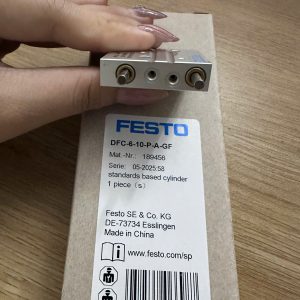 FESTO
DFC-6-10-P-A-GF
Mat.-Nr.: 189456
Serie: 05-2025:58
standards based cylinder
1 piece (s)
Festo SE & Co. KG
DE-73734 Esslingen
Made in China
www.festo.com/sp